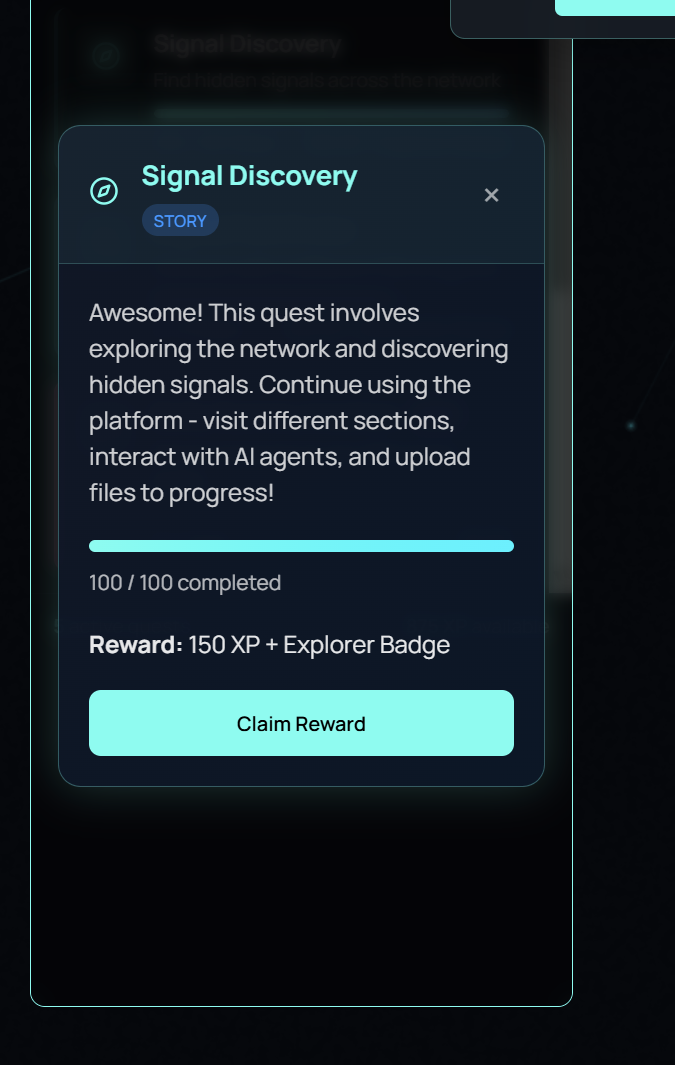 Signal Discovery
Find hidden signals across the network
Signal Discovery
STORY
Awesome! This quest involves
exploring the network and discovering
hidden signals. Continue using the
platform - visit different sections,
interact with AI agents, and upload
files to progress!
100 / 100 completed
Reward: 150 XP + Explorer Badge
Claim Reward